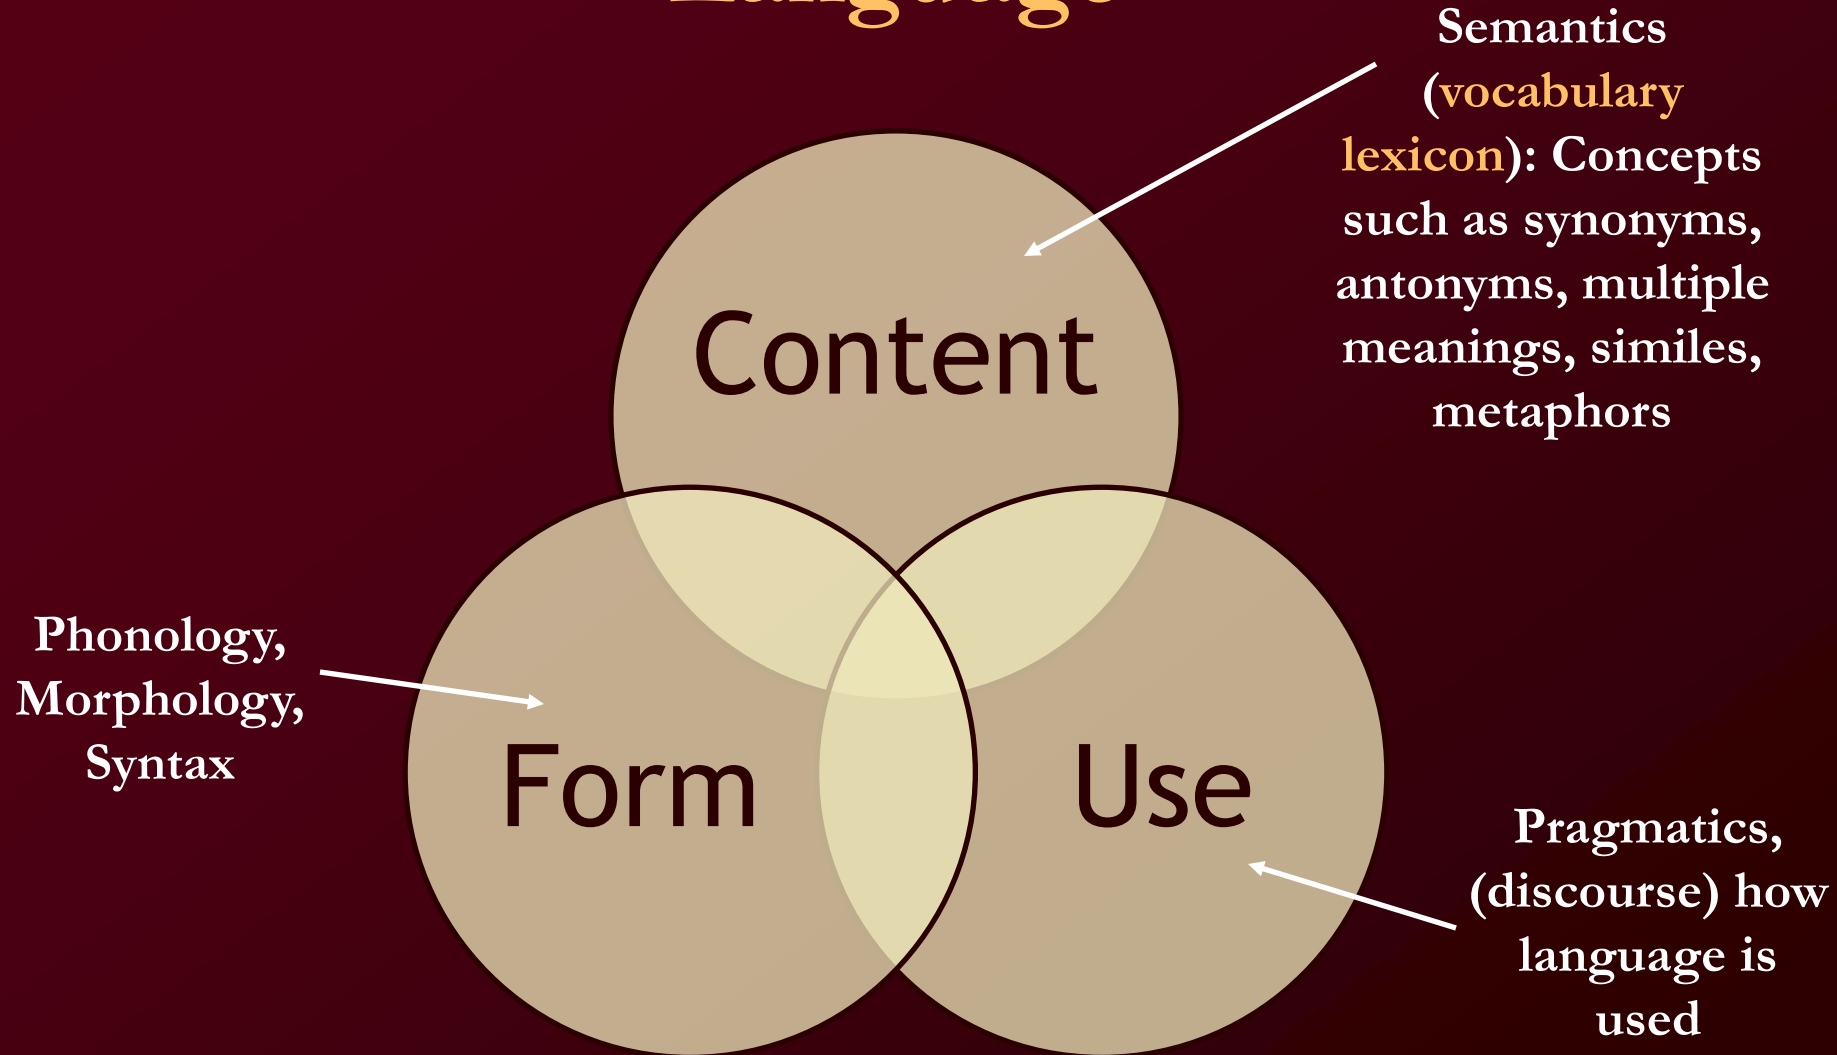 Language
Semantics
(vocabulary
lexicon): Concepts
such as synonyms,
antonyms, multiple
meanings, similes,
metaphors
Content
Phonology,
Morphology,
Syntax
Form
Use
Pragmatics,
(discourse) how
language is
used